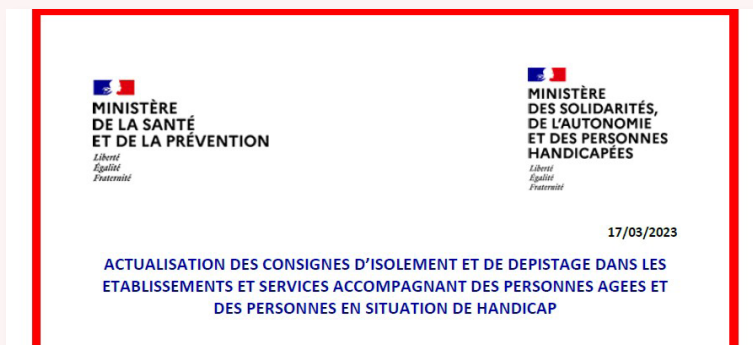 MINISTÈRE
DE LA SANTÉ
ET DE LA PRÉVENTION
Liberté
Égalité
Fraternité
MINISTÈRE
DES SOLIDARITÉS,
DE L'AUTONOMIE
ET DES PERSONNES
HANDICAPÉES
Liberté
Égalité
Fraternité
17/03/2023
ACTUALISATION DES CONSIGNES D'ISOLEMENT ET DE DEPISTAGE DANS LES
ETABLISSEMENTS ET SERVICES ACCOMPAGNANT DES PERSONNES AGEES ET
DES PERSONNES EN SITUATION DE HANDICAP